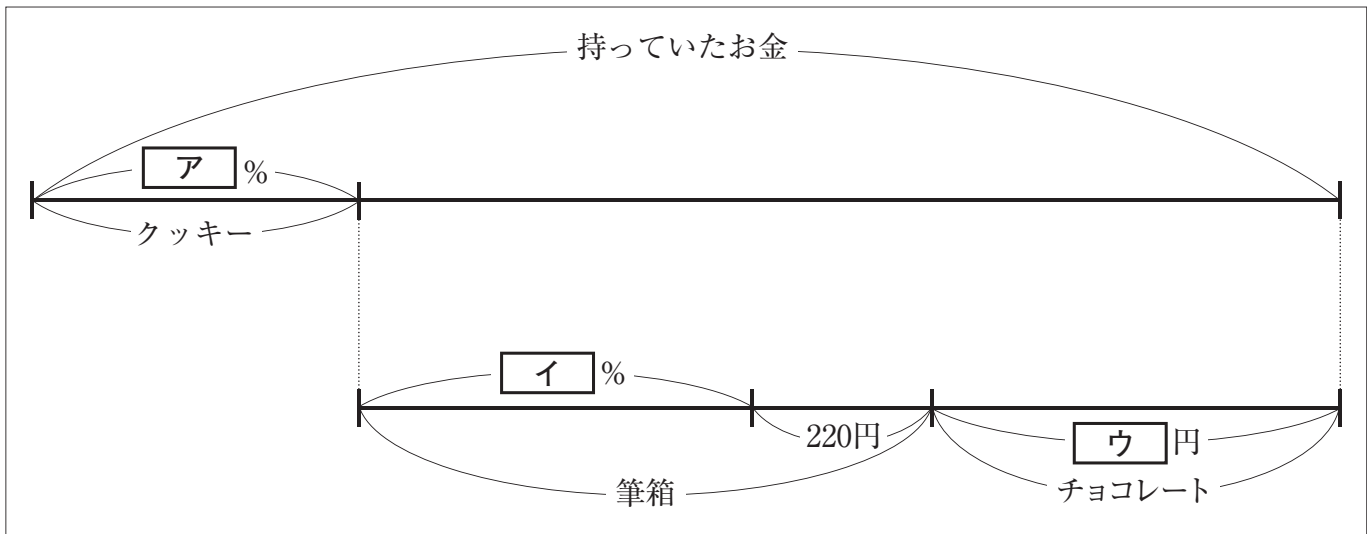 持っていたお金
ア %
クッキー
イ %
220円
ウ 円
筆箱
チョコレート